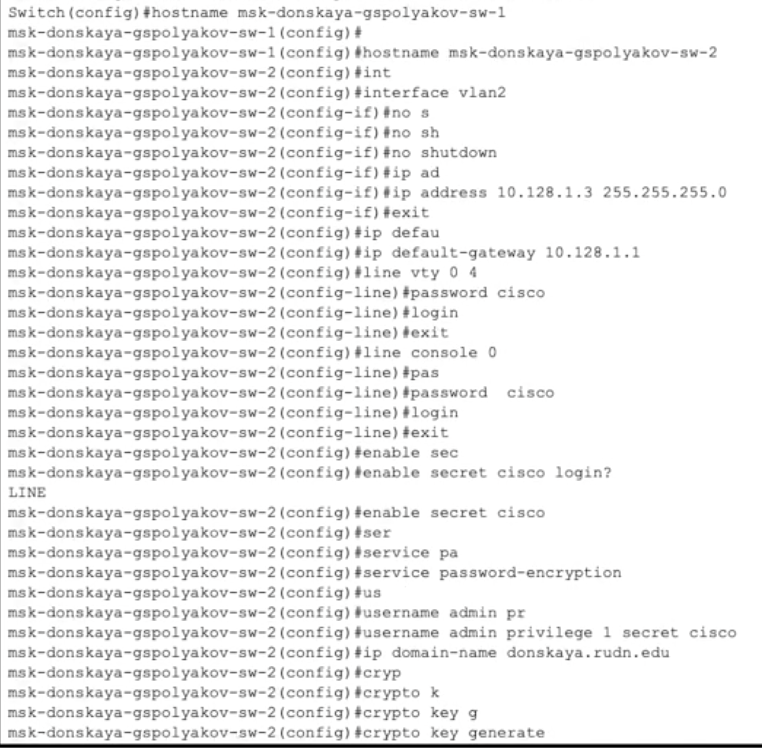 Switch(config)#hostname msk-donskaya-gspolyakov-sw-1
msk-donskaya-gspolyakov-sw-1(config)#
msk-donskaya-gspolyakov-sw-1(config)#hostname msk-donskaya-gspolyakov-sw-2
msk-donskaya-gspolyakov-sw-2(config)#int
msk-donskaya-gspolyakov-sw-2(config)#interface vlan2
msk-donskaya-gspolyakov-sw-2(config-if)#no s
msk-donskaya-gspolyakov-sw-2(config-if)#no sh
msk-donskaya-gspolyakov-sw-2(config-if)#no shutdown
msk-donskaya-gspolyakov-sw-2(config-if)#ip ad
msk-donskaya-gspolyakov-sw-2(config-if)#ip address 10.128.1.3 255.255.255.0
msk-donskaya-gspolyakov-sw-2(config-if)#exit
msk-donskaya-gspolyakov-sw-2(config)#ip defau
msk-donskaya-gspolyakov-sw-2(config)#ip default-gateway 10.128.1.1
msk-donskaya-gspolyakov-sw-2(config)#line vty 0 4
msk-donskaya-gspolyakov-sw-2(config-line)#password cisco
msk-donskaya-gspolyakov-sw-2(config-line)#login
msk-donskaya-gspolyakov-sw-2(config-line)#exit
msk-donskaya-gspolyakov-sw-2(config)#line console 0
msk-donskaya-gspolyakov-sw-2(config-line)#pas
msk-donskaya-gspolyakov-sw-2(config-line)#password  cisco
msk-donskaya-gspolyakov-sw-2(config-line)#login
msk-donskaya-gspolyakov-sw-2(config-line)#exit
msk-donskaya-gspolyakov-sw-2(config)#enable sec
msk-donskaya-gspolyakov-sw-2(config)#enable secret cisco login?
LINE
msk-donskaya-gspolyakov-sw-2(config)#enable secret cisco
msk-donskaya-gspolyakov-sw-2(config)#ser
msk-donskaya-gspolyakov-sw-2(config)#service pa
msk-donskaya-gspolyakov-sw-2(config)#service password-encryption
msk-donskaya-gspolyakov-sw-2(config)#us
msk-donskaya-gspolyakov-sw-2(config)#username admin pr
msk-donskaya-gspolyakov-sw-2(config)#username admin privilege 1 secret cisco
msk-donskaya-gspolyakov-sw-2(config)#ip domain-name donskaya.rudn.edu
msk-donskaya-gspolyakov-sw-2(config)#cryp
msk-donskaya-gspolyakov-sw-2(config)#crypto k
msk-donskaya-gspolyakov-sw-2(config)#crypto key g
msk-donskaya-gspolyakov-sw-2(config)#crypto key generate